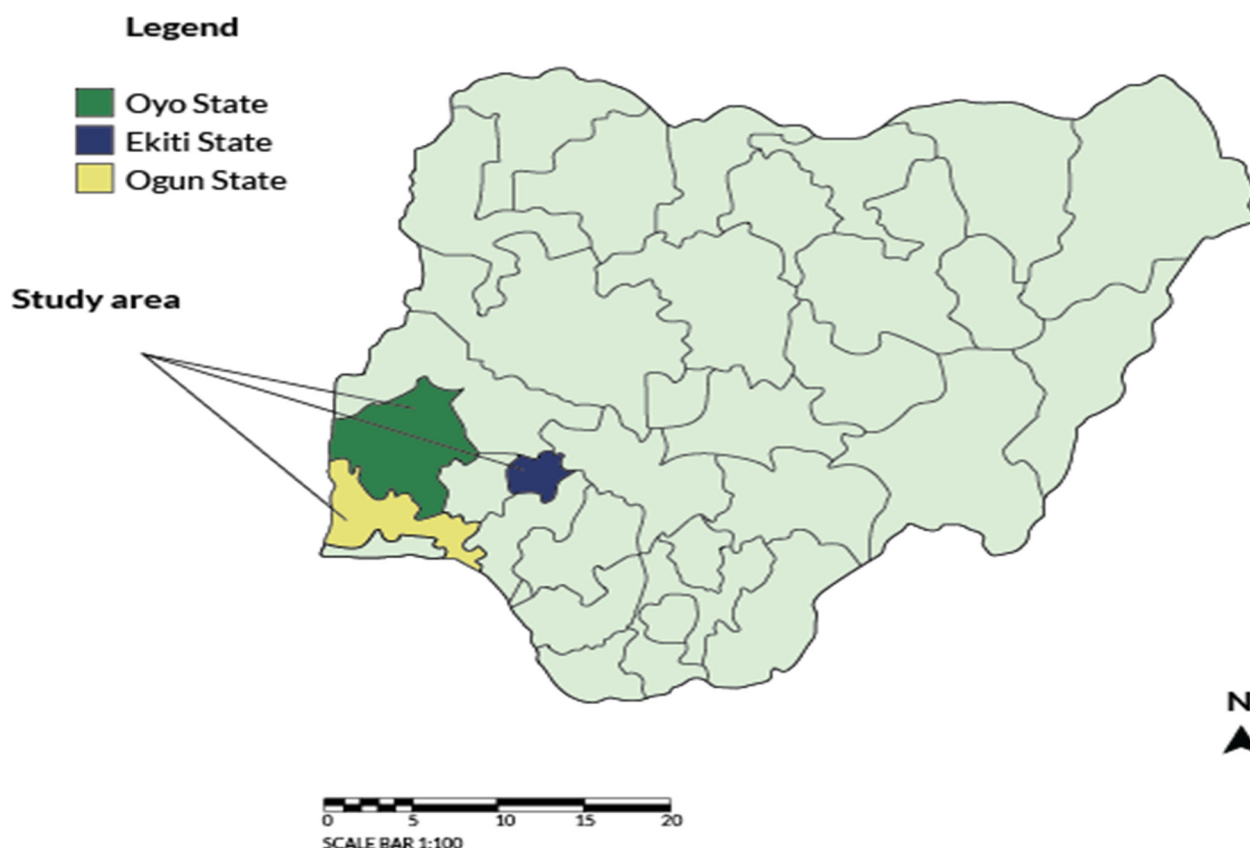 Legend
Oyo State
Ekiti State
Ogun State
Study area
N
0 5 10 15 20
SCALE BAR 1:100